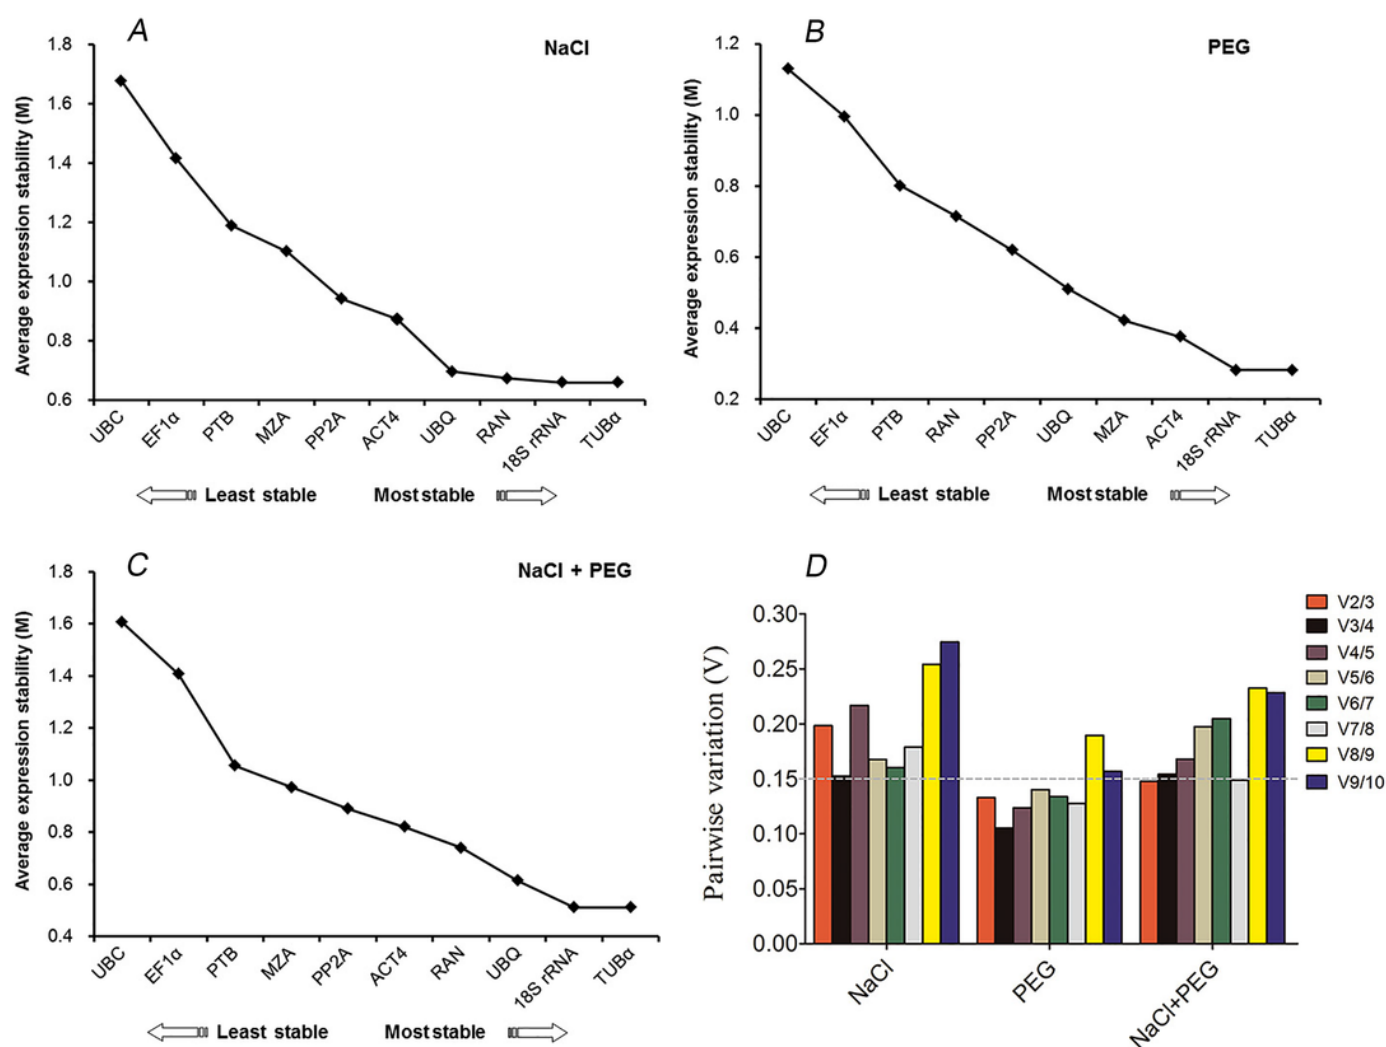 A
NaCl
Average expression stability (M)
1.8
1.6
1.4
1.2
1.0
0.8
0.6
UBC
EF1α
PTB
MZA
PP2A
ACT4
UBQ
RAN
18S rRNA
TUBα
Least stable
Most stable
B
PEG
Average expression stability (M)
1.2
1.0
0.8
0.6
0.4
0.2
UBC
EF1α
PTB
RAN
PP2A
UBQ
MZA
ACT4
18S rRNA
TUBα
Least stable
Most stable
C
NaCl + PEG
Average expression stability (M)
1.8
1.6
1.4
1.2
1.0
0.8
0.6
0.4
UBC
EF1α
PTB
MZA
PP2A
ACT4
RAN
UBQ
18S rRNA
TUBα
Least stable
Most stable
D
Pairwise variation (V)
0.30
0.25
0.20
0.15
0.10
0.05
0.00
NaCl
PEG
NaCl+PEG
V2/3
V3/4
V4/5
V5/6
V6/7
V7/8
V8/9
V9/10